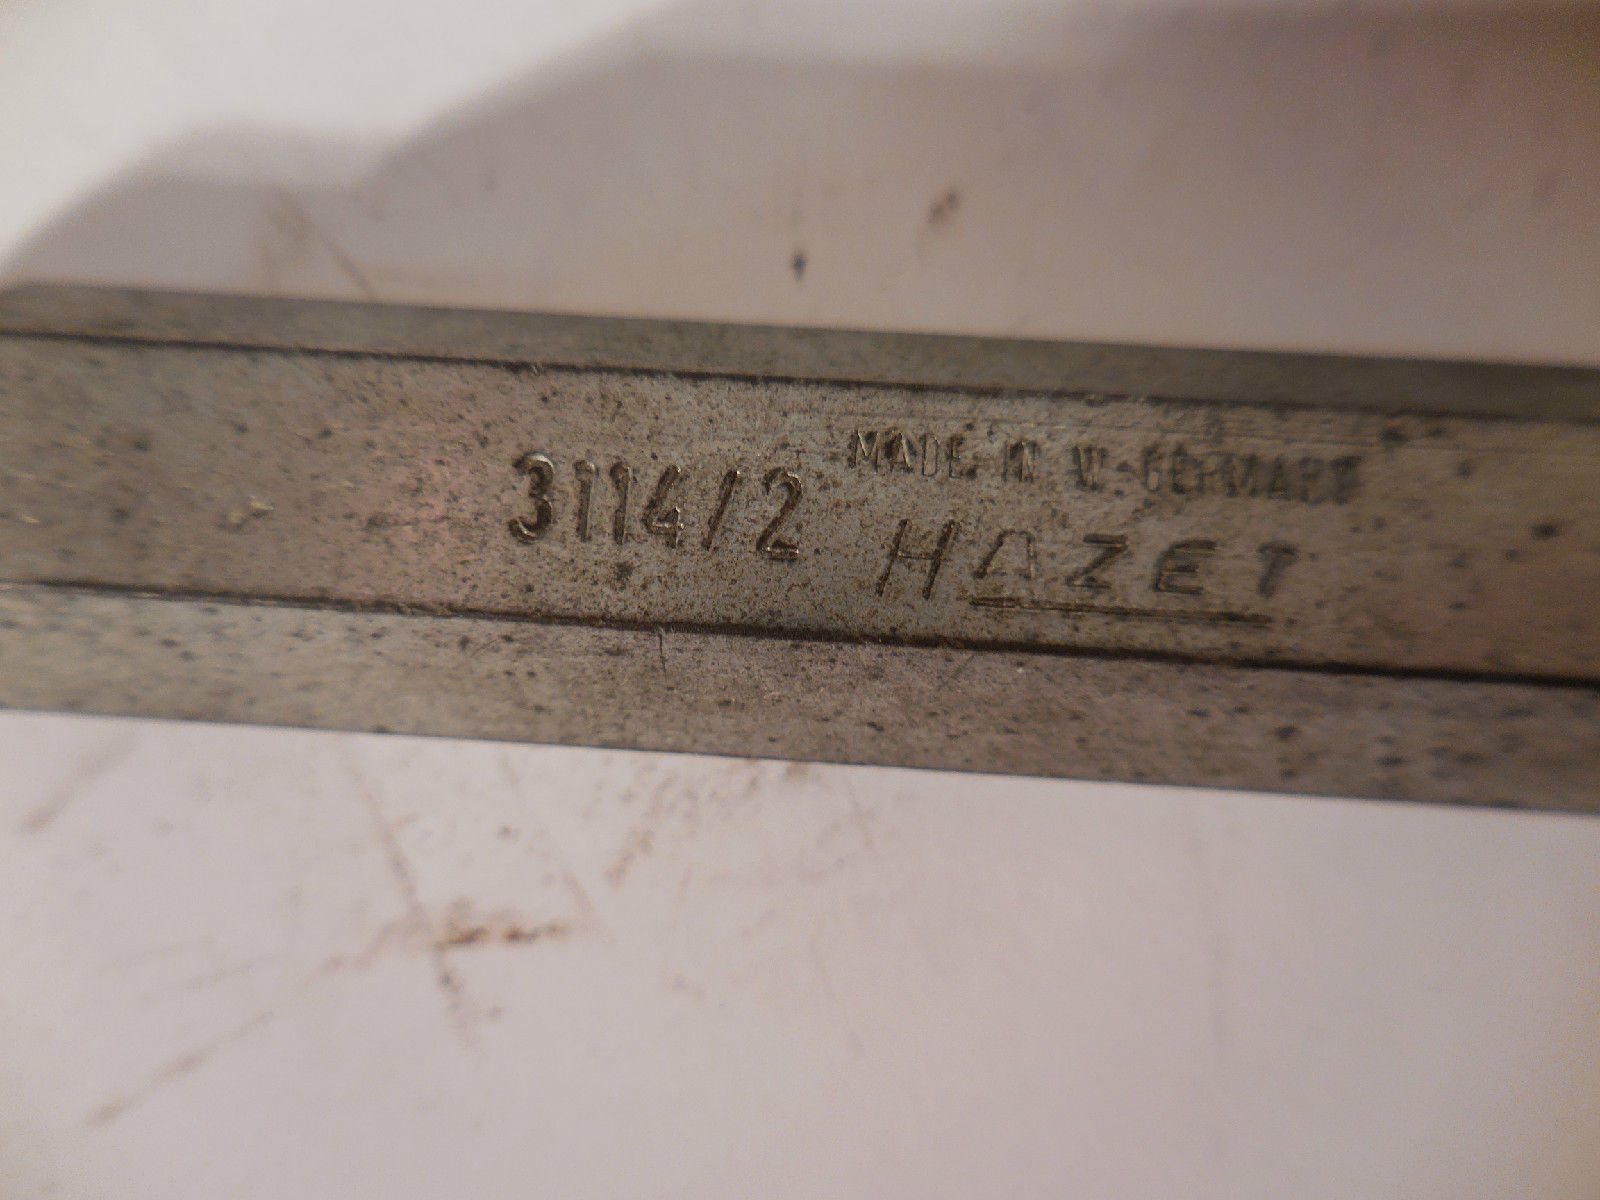 MADE IN W. GERMANY
3114/2 HAZET